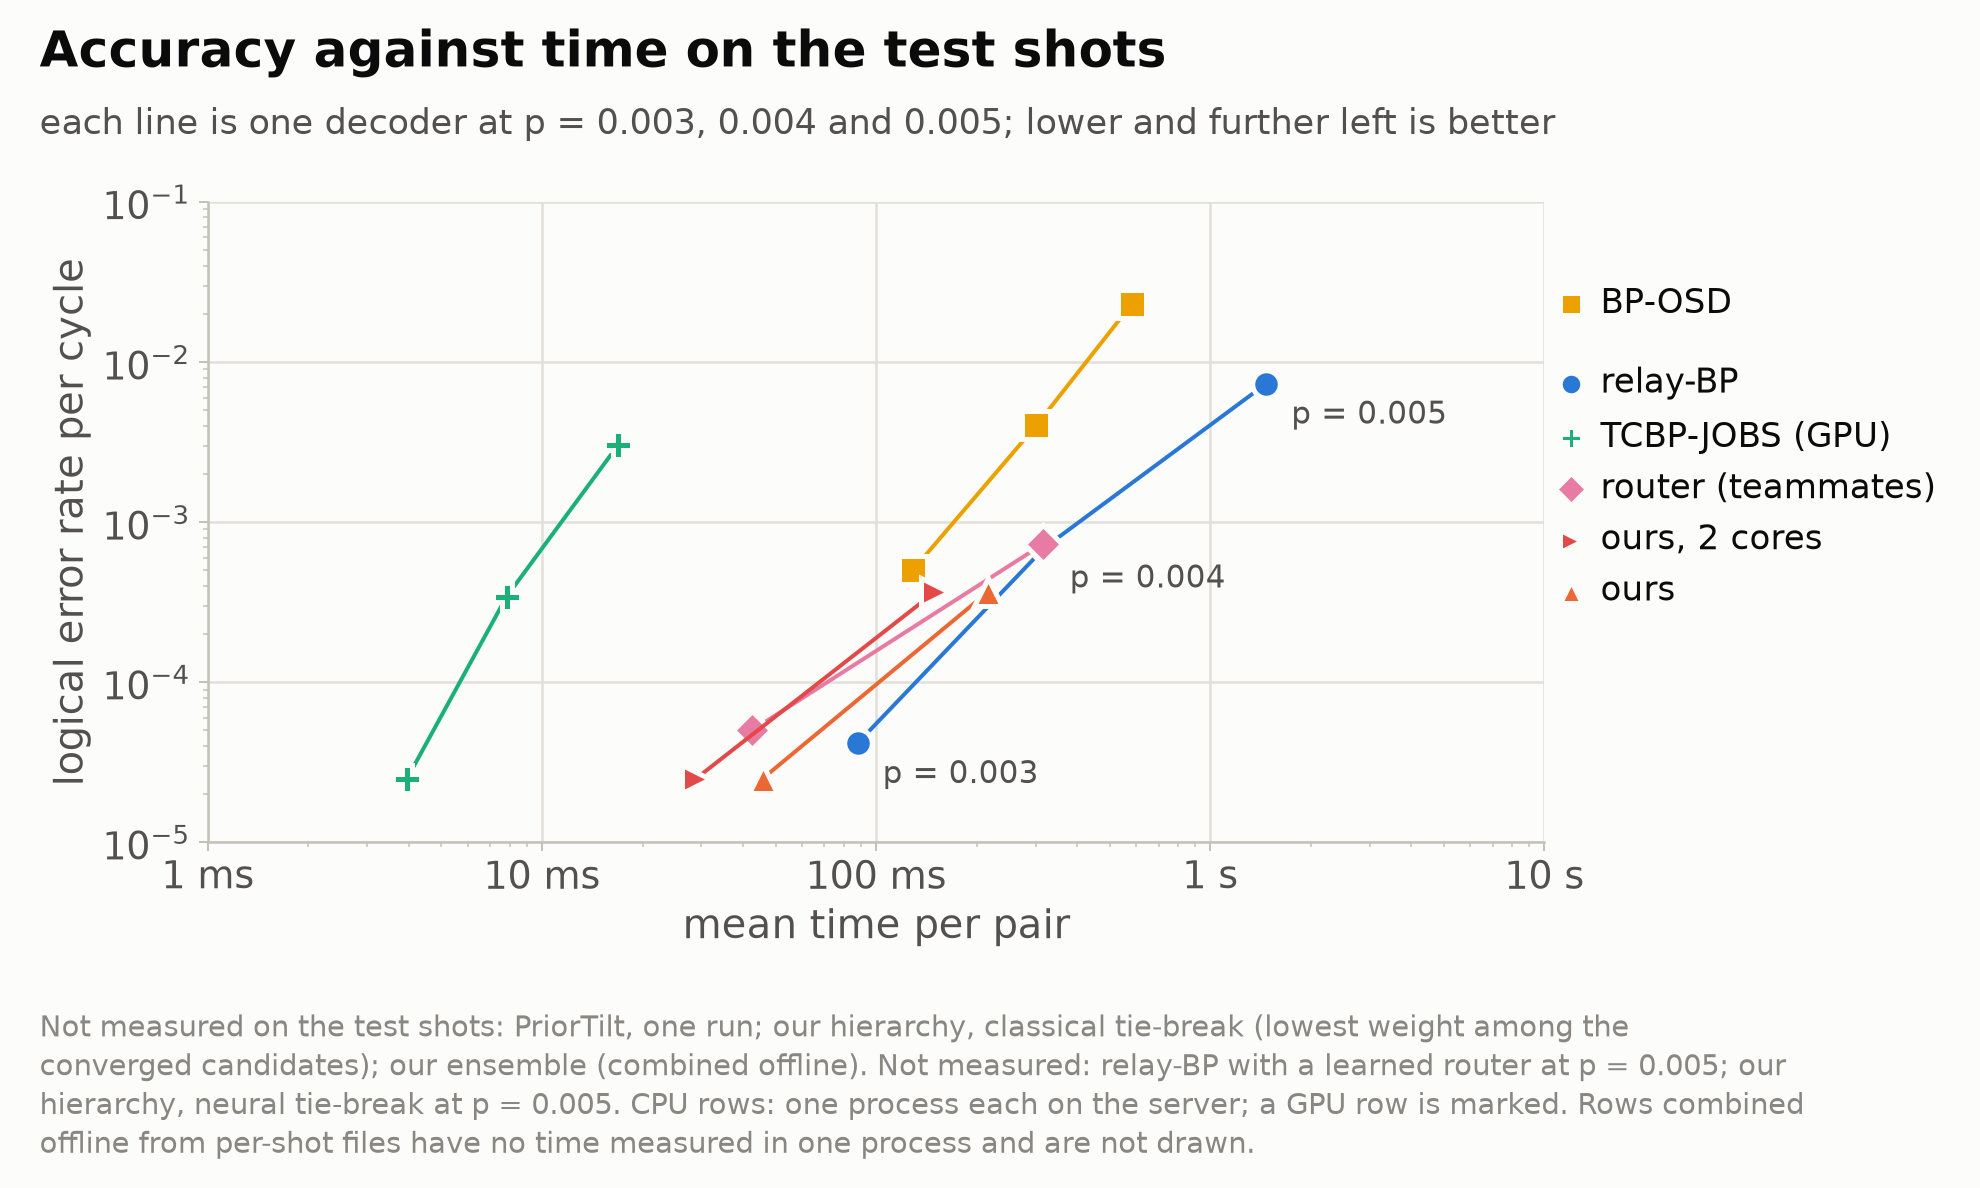 Accuracy against time on the test shots
each line is one decoder at p = 0.003, 0.004 and 0.005; lower and further left is better
logical error rate per cycle
10⁻¹
10⁻²
10⁻³
10⁻⁴
10⁻⁵
p = 0.005
p = 0.004
p = 0.003
BP-OSD
relay-BP
TCBP-JOBS (GPU)
router (teammates)
ours, 2 cores
ours
1 ms
10 ms
100 ms
1 s
10 s
mean time per pair
Not measured on the test shots: PriorTilt, one run; our hierarchy, classical tie-break (lowest weight among the
converged candidates); our ensemble (combined offline). Not measured: relay-BP with a learned router at p = 0.005; our
hierarchy, neural tie-break at p = 0.005. CPU rows: one process each on the server; a GPU row is marked. Rows combined
offline from per-shot files have no time measured in one process and are not drawn.